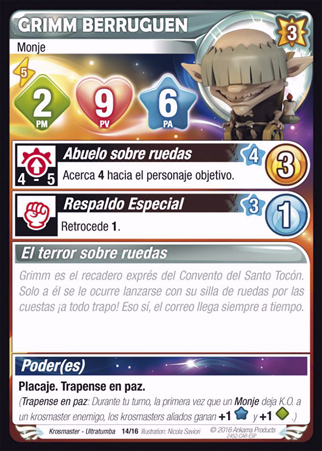 GRIMM BERRUGUEN
3
Monje
5
2
PM
9
PV
6
PA
Abuelo sobre ruedas
4
3
4 - 5
Acerca 4 hacia el personaje objetivo.
Respaldo Especial
3
1
Retrocede 1.
El terror sobre ruedas
Grimm es el recadero exprés del Convento del Santo Tocón.
Solo a él se le ocurre lanzarse con su silla de ruedas por las
cuestas ¡a todo trapo! Eso sí, el correo llega siempre a tiempo.
Poder(es)
Placaje. Trapense en paz.
(Trapense en paz: Durante tu turno, la primera vez que un Monje deja K.O. a
un krosmaster enemigo, los krosmasters aliados ganan +1 y +1 .)
Krosmaster - Ultratumba 14/16 Illustration: Nicola Saviori
© 2016 Ankama Products